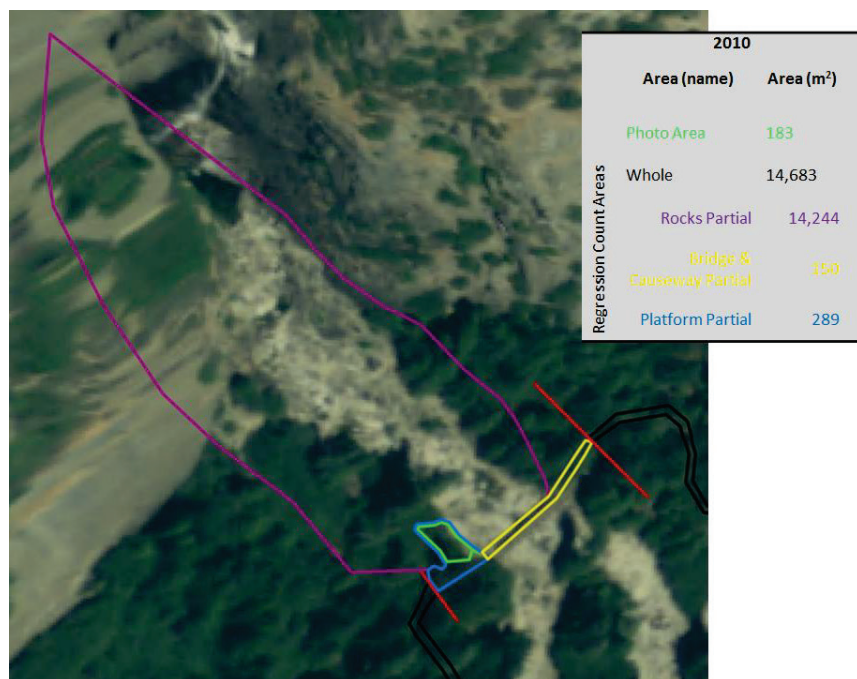 2010
Area (name) Area (m²)
Photo Area 183
Whole 14,683
Rocks Partial 14,244
Bridge &
Causeway Partial 150
Platform Partial 289
Regression Count Areas